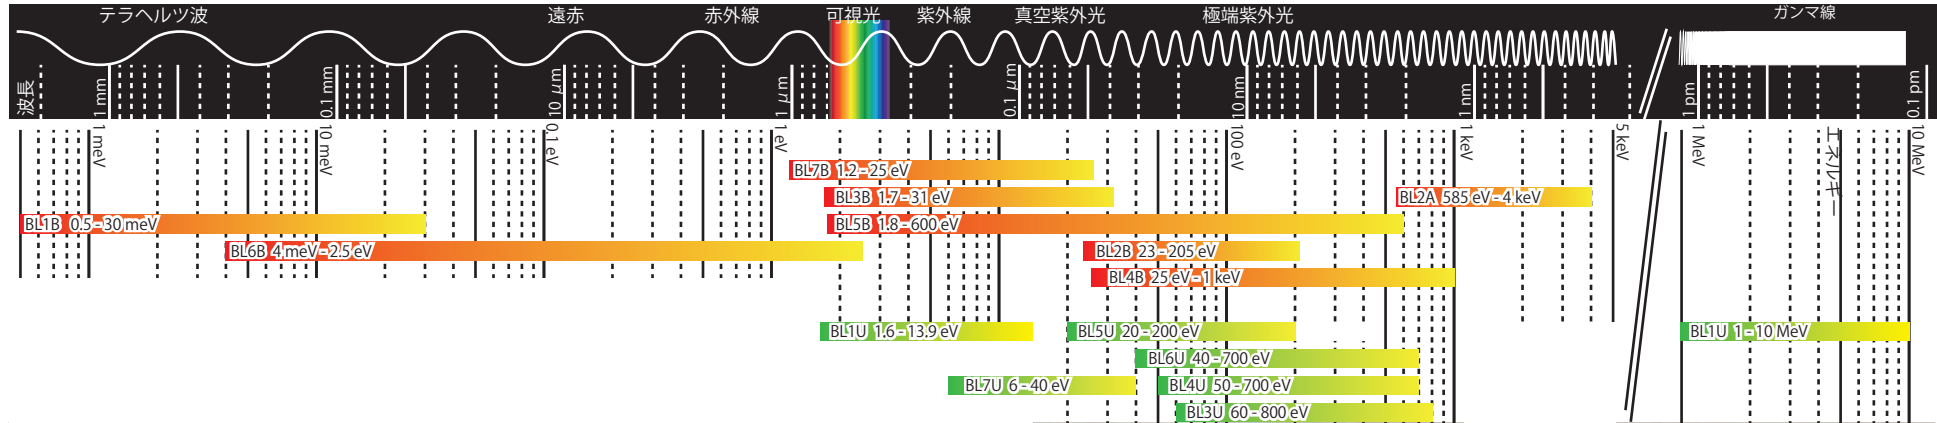 テラヘルツ波 遠赤 赤外線 可視光 紫外線 真空紫外光 極端紫外光 ガンマ線
波長 1 mm 0.1 mm 10 μm 1 μm 0.1 μm 10 nm 1 nm 1 pm 0.1 pm
1 meV 10 meV 0.1 eV 1 eV 100 eV 1 keV 5 keV 1 MeV エネルギー 10 MeV
BL7B 1.2 - 25 eV
BL3B 1.7 - 31 eV BL2A 585 eV - 4 keV
BL1B 0.5 - 30 meV BL5B 1.8 - 600 eV
BL6B 4 meV - 2.5 eV BL2B 23 - 205 eV
BL4B 25 eV - 1 keV
BL1U 1.6 - 13.9 eV BL5U 20 - 200 eV BL1U 1 - 10 MeV
BL6U 40 - 700 eV
BL7U 6 - 40 eV BL4U 50 - 700 eV
BL3U 60 - 800 eV